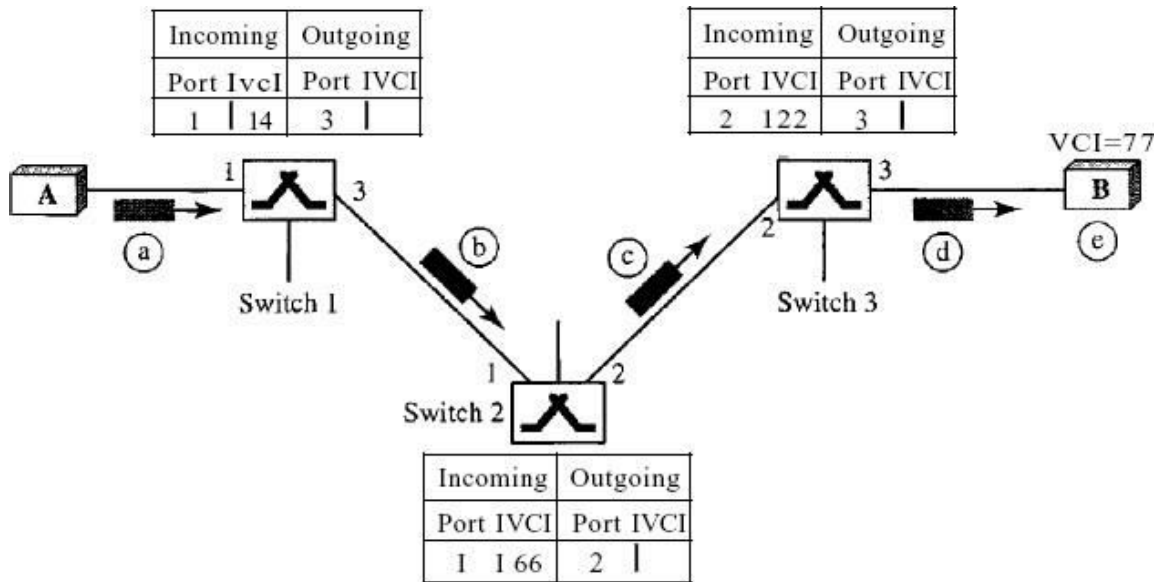 Incoming Outgoing
Port IvcI Port IVCI
1 | 14 3 |
Incoming Outgoing
Port IVCI Port IVCI
2 122 3 |
VCI=77
A
1
3
a
Switch 1
b
c
2
3
Switch 3
d
B
e
1
2
Switch 2
Incoming Outgoing
Port IVCI Port IVCI
I I 66 2 |